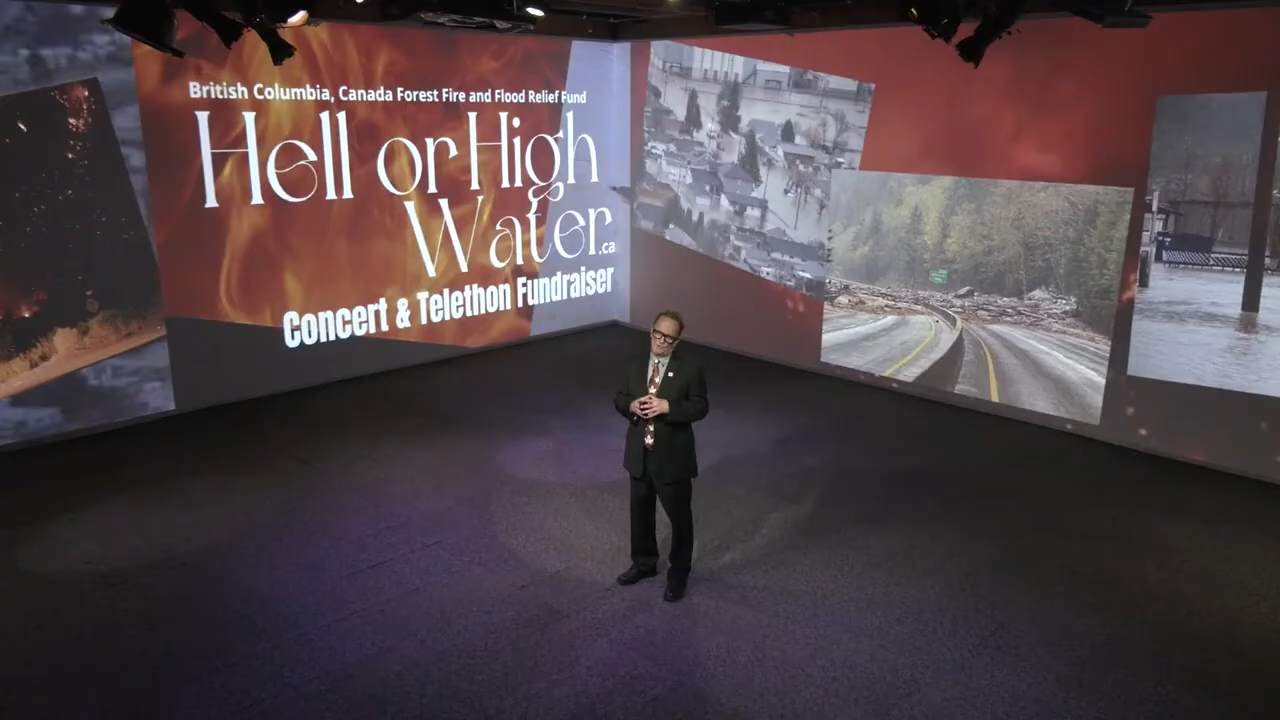 British Columbia, Canada Forest Fire and Flood Relief Fund
Hell or High
Water.ca
Concert & Telethon Fundraiser